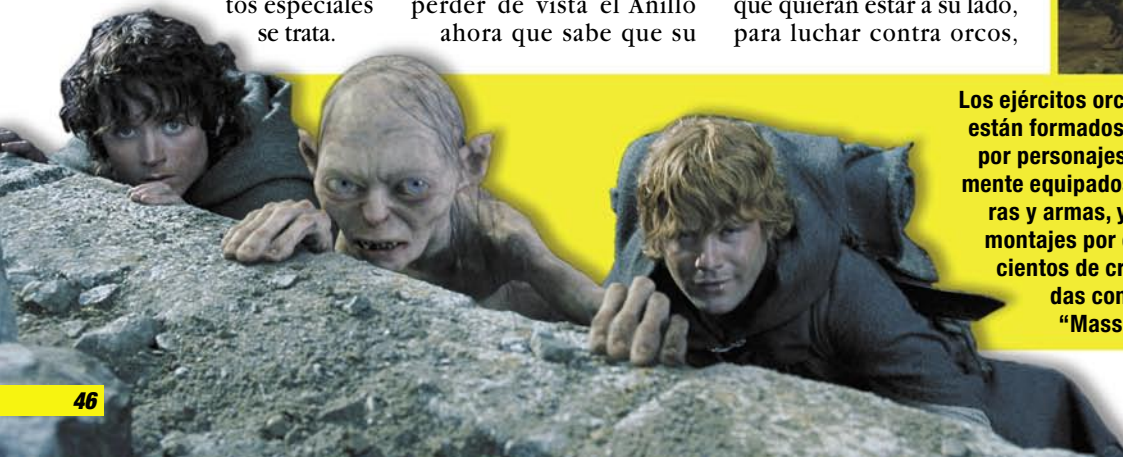 tos especiales
se trata.
perder de vista el Anillo
ahora que sabe que su
que quieran estar a su lado,
para luchar contra orcos,
Los ejércitos orc
están formados
por personajes
mente equipados
ras y armas, y
montajes por
cientos de cr
das con
“Mass
46